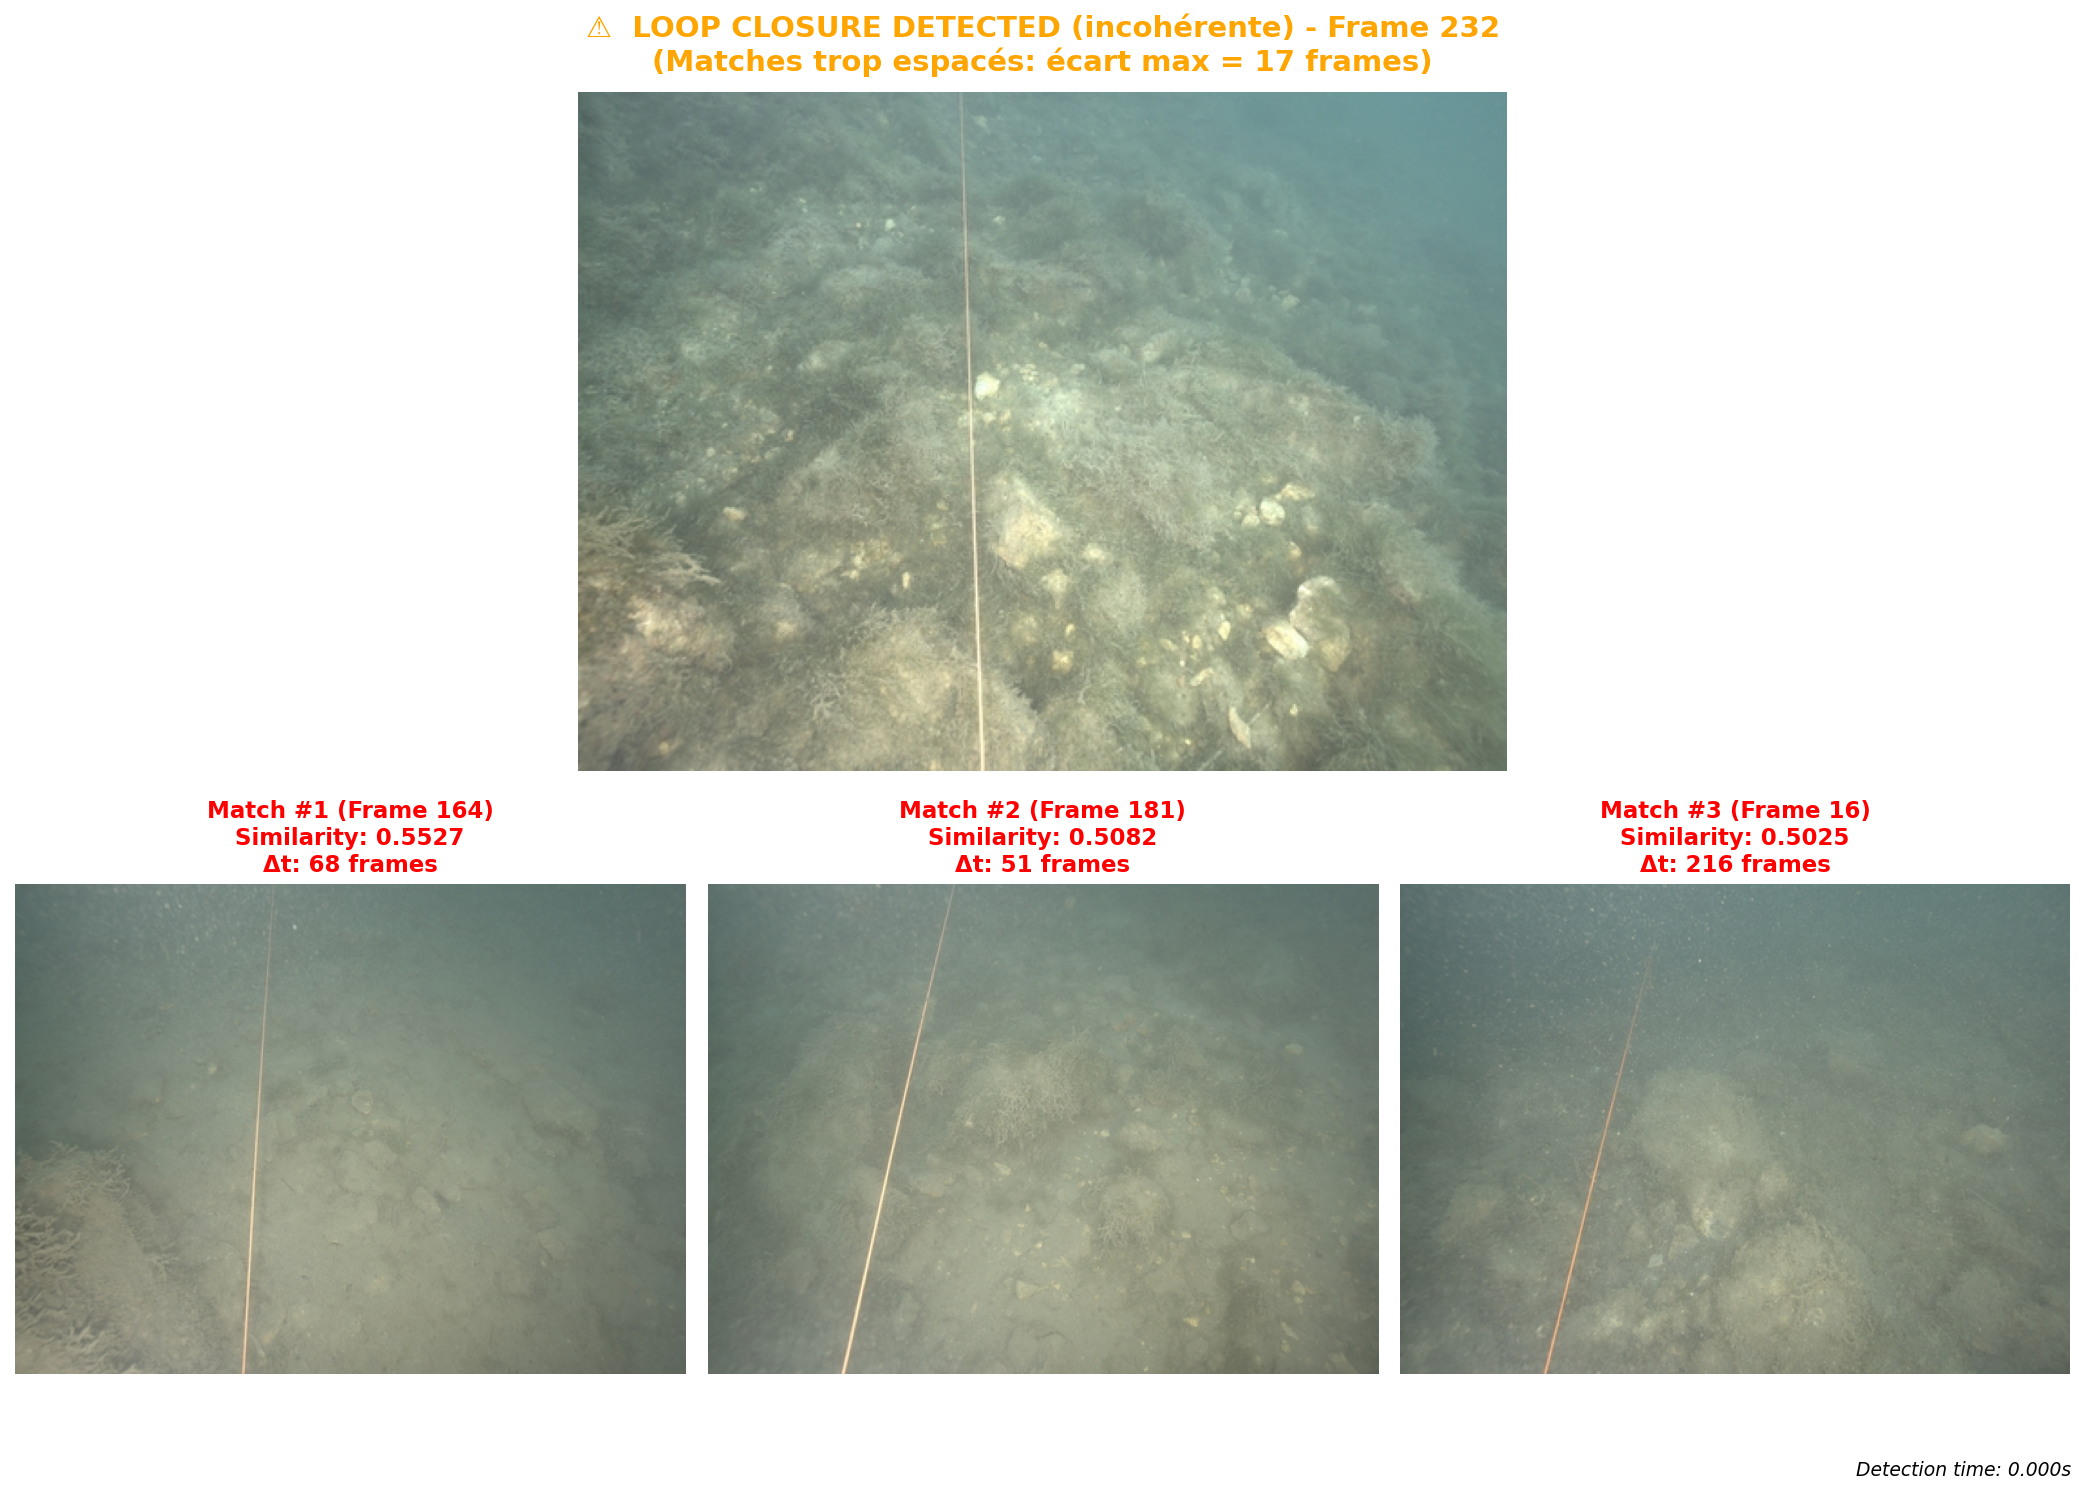 ⚠ LOOP CLOSURE DETECTED (incohérente) - Frame 232
(Matches trop espacés: écart max = 17 frames)
Match #1 (Frame 164)
Similarity: 0.5527
Δt: 68 frames
Match #2 (Frame 181)
Similarity: 0.5082
Δt: 51 frames
Match #3 (Frame 16)
Similarity: 0.5025
Δt: 216 frames
Detection time: 0.000s